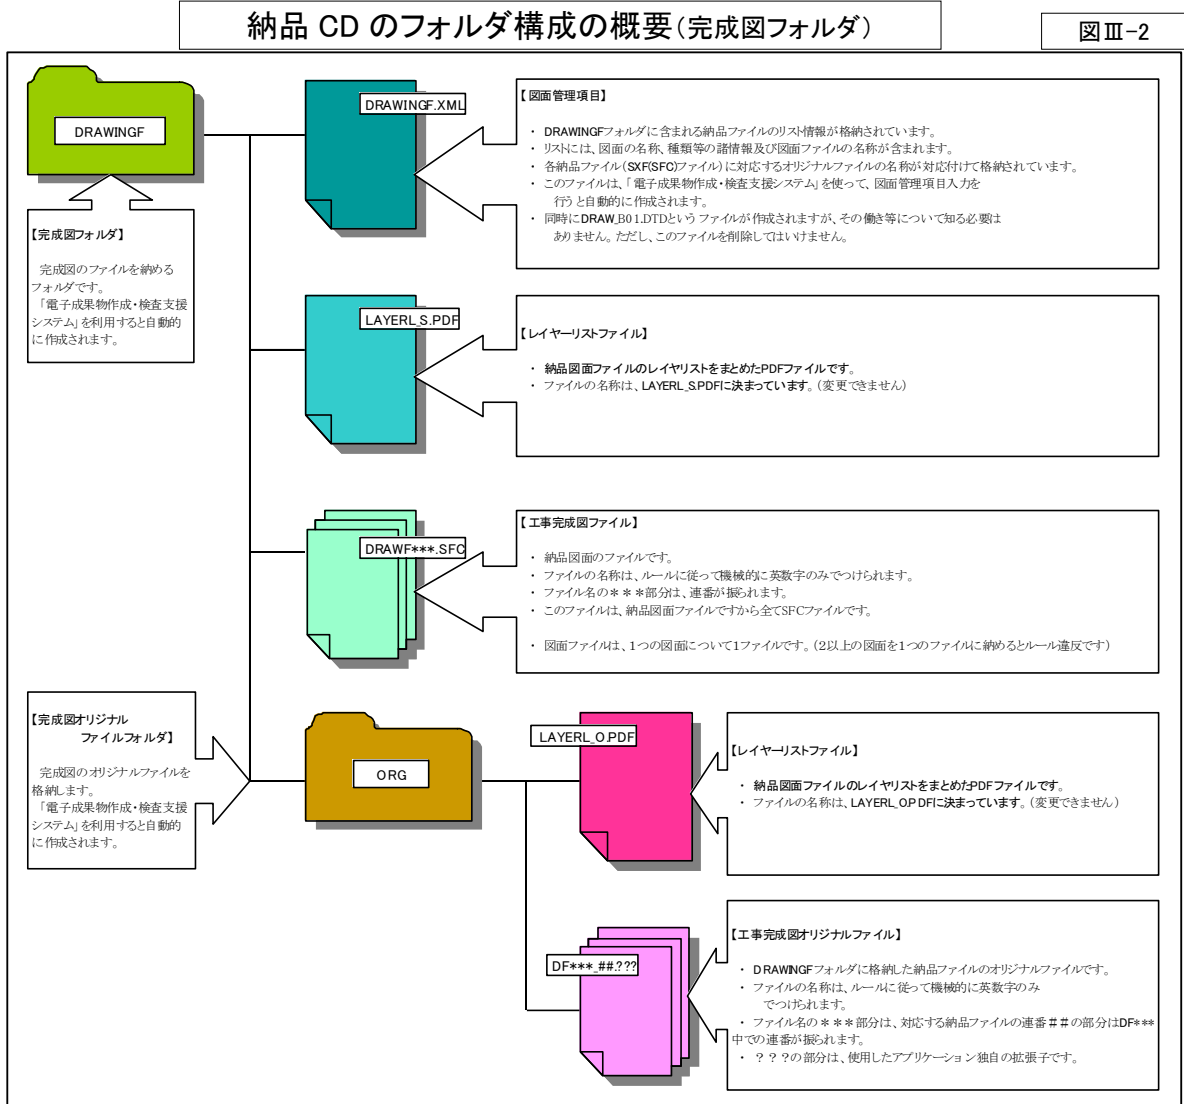 納品 CD のフォルダ構成の概要(完成図フォルダ)
図Ⅲ-2
DRAWINGF
【完成図フォルダ】
完成図のファイルを納める
フォルダです。
「電子成果物作成・検査支援
システム」を利用すると自動的
に作成されます。
DRAWINGF.XML
【図面管理項目】
・ DRAWINGFフォルダに含まれる納品ファイルのリスト情報が格納されています。
・ リストには、図面の名称、種類等の諸情報及び図面ファイルの名称が含まれます。
・ 各納品ファイル(SXF(SFC)ファイル)に対応するオリジナルファイルの名称が対応付けて格納されています。
・ このファイルは、「電子成果物作成・検査支援システム」を使って、図面管理項目入力を
行うと自動的に作成されます。
・ 同時にDRAW_B01.DTDというファイルが作成されますが、その働き等について知る必要は
ありません。ただし、このファイルを削除してはいけません。
LAYERL_S.PDF
【レイヤーリストファイル】
・ 納品図面ファイルのレイヤリストをまとめたPDFファイルです。
・ ファイルの名称は、LAYERL_S.PDFに決まっています。(変更できません)
DRAWF***.SFC
【工事完成図ファイル】
・ 納品図面のファイルです。
・ ファイルの名称は、ルールに従って機械的に英数字のみでつけられます。
・ ファイル名の＊＊＊部分は、連番が振られます。
・ このファイルは、納品図面ファイルですから全てSFCファイルです。
・ 図面ファイルは、1つの図面について1ファイルです。(2以上の図面を1つのファイルに納めるとルール違反です)
【完成図オリジナル
ファイルフォルダ】
完成図のオリジナルファイルを
格納します。
「電子成果物作成・検査支援
システム」を利用すると自動的
に作成されます。
ORG
LAYERL_O.PDF
【レイヤーリストファイル】
・ 納品図面ファイルのレイヤリストをまとめたPDFファイルです。
・ ファイルの名称は、LAYERL_O.PDFに決まっています。(変更できません)
DF***_##.???
【工事完成図オリジナルファイル】
・ DRAWINGFフォルダに格納した納品ファイルのオリジナルファイルです。
・ ファイルの名称は、ルールに従って機械的に英数字のみ
でつけられます。
・ ファイル名の＊＊＊部分は、対応する納品ファイルの連番＃＃の部分はDF***
中での連番が振られます。
・ ？？？の部分は、使用したアプリケーション独自の拡張子です。